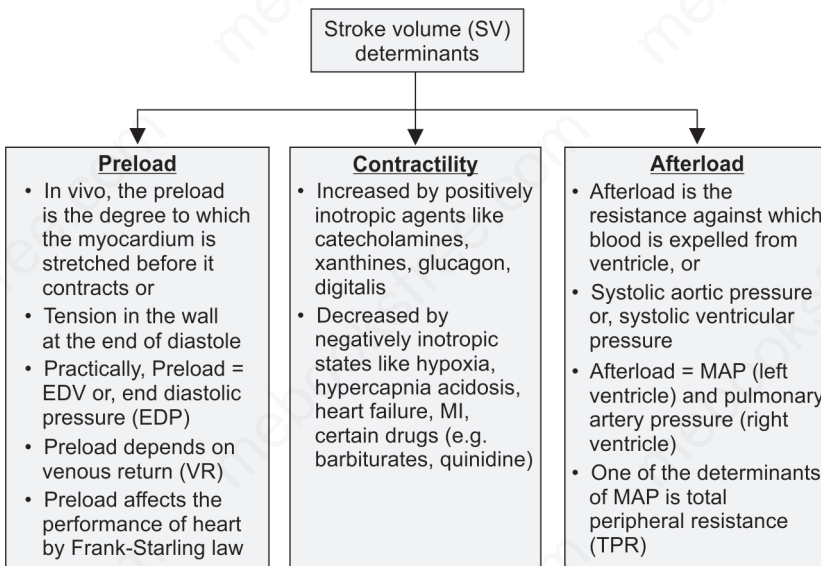 Stroke volume (SV)
determinants
Preload
• In vivo, the preload
is the degree to which
the myocardium is
stretched before it
contracts or
• Tension in the wall
at the end of diastole
• Practically, Preload =
EDV or, end diastolic
pressure (EDP)
• Preload depends on
venous return (VR)
• Preload affects the
performance of heart
by Frank-Starling law
Contractility
• Increased by positively
inotropic agents like
catecholamines,
xanthines, glucagon,
digitalis
• Decreased by
negatively inotropic
states like hypoxia,
hypercapnia acidosis,
heart failure, MI,
certain drugs (e.g.
barbiturates, quinidine)
Afterload
• Afterload is the
resistance against which
blood is expelled from
ventricle, or
• Systolic aortic pressure
or, systolic ventricular
pressure
• Afterload = MAP (left
ventricle) and pulmonary
artery pressure (right
ventricle)
• One of the determinants
of MAP is total
peripheral resistance
(TPR)